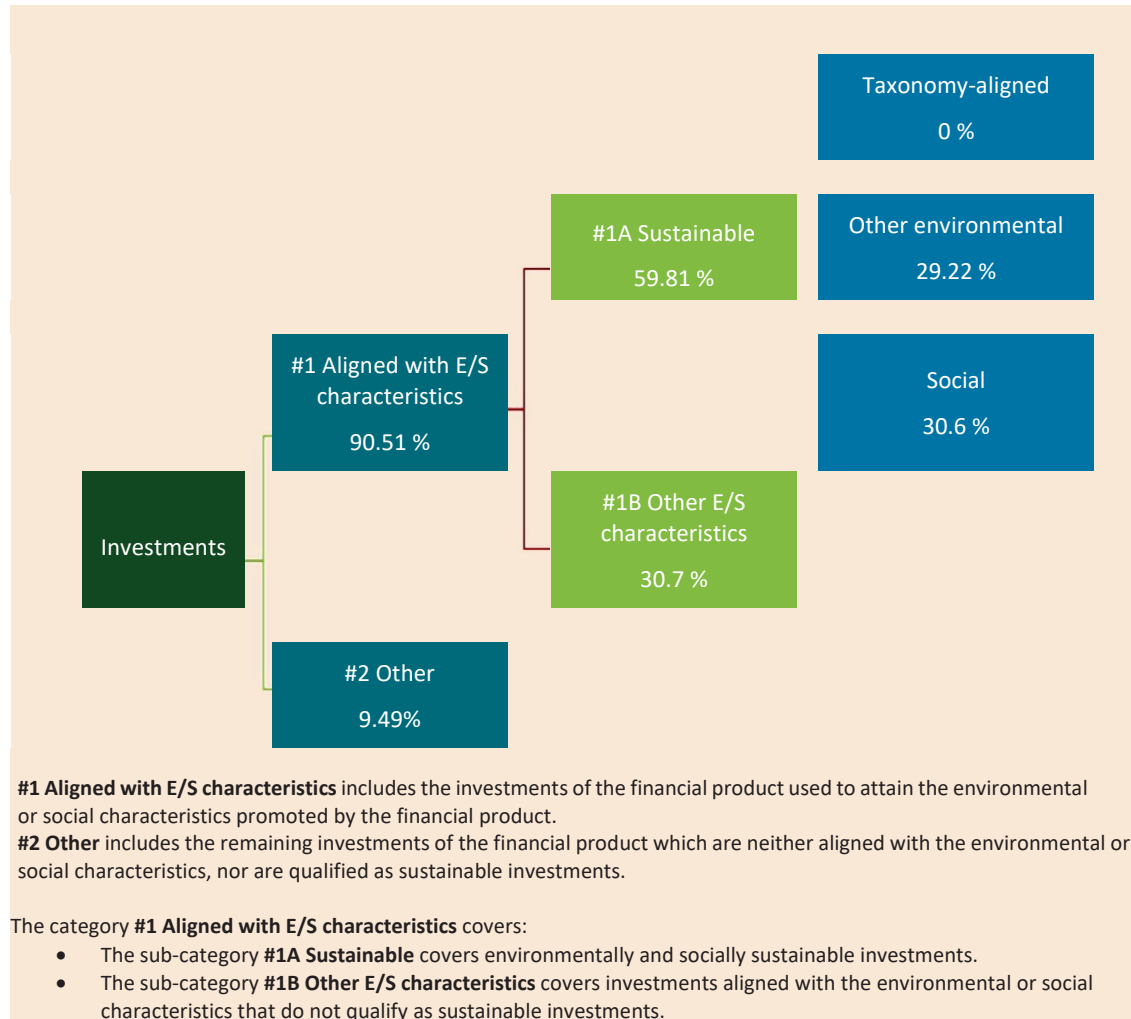 Taxonomy-aligned
0 %
#1A Sustainable
59.81 %
Other environmental
29.22 %
#1 Aligned with E/S
characteristics
90.51 %
Social
30.6 %
Investments
#1B Other E/S
characteristics
30.7 %
#2 Other
9.49%
#1 Aligned with E/S characteristics includes the investments of the financial product used to attain the environmental
or social characteristics promoted by the financial product.
#2 Other includes the remaining investments of the financial product which are neither aligned with the environmental or
social characteristics, nor are qualified as sustainable investments.
The category #1 Aligned with E/S characteristics covers:
• The sub-category #1A Sustainable covers environmentally and socially sustainable investments.
• The sub-category #1B Other E/S characteristics covers investments aligned with the environmental or social
characteristics that do not qualify as sustainable investments.